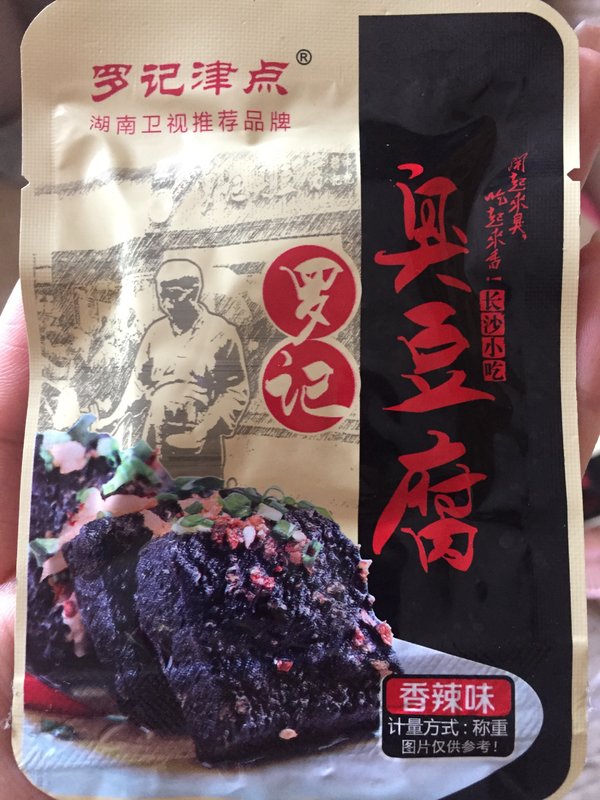 罗记津点®
湖南卫视推荐品牌
罗记
臭豆腐
闻起来臭、
吃起来香!
长沙小吃
香辣味
计量方式:称重
图片仅供参考!